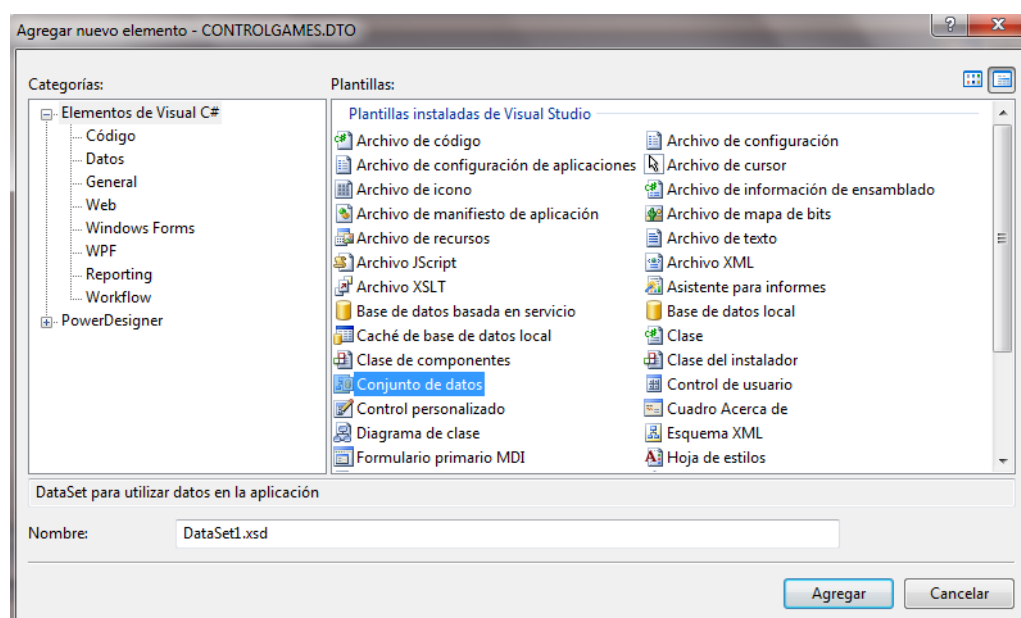 Agregar nuevo elemento - CONTROLGAMES.DTO
Categorías:
Plantillas:
Elementos de Visual C#
Código
Datos
General
Web
Windows Forms
WPF
Reporting
Workflow
PowerDesigner
Plantillas instaladas de Visual Studio
Archivo de código
Archivo de configuración
Archivo de configuración de aplicaciones
Archivo de cursor
Archivo de icono
Archivo de información de ensamblado
Archivo de manifiesto de aplicación
Archivo de mapa de bits
Archivo de recursos
Archivo de texto
Archivo JScript
Archivo XML
Archivo XSLT
Asistente para informes
Base de datos basada en servicio
Base de datos local
Caché de base de datos local
Clase
Clase de componentes
Clase del instalador
Conjunto de datos
Control de usuario
Control personalizado
Cuadro Acerca de
Diagrama de clase
Esquema XML
Formulario primario MDI
Hoja de estilos
DataSet para utilizar datos en la aplicación
Nombre:
DataSet1.xsd
Agregar
Cancelar